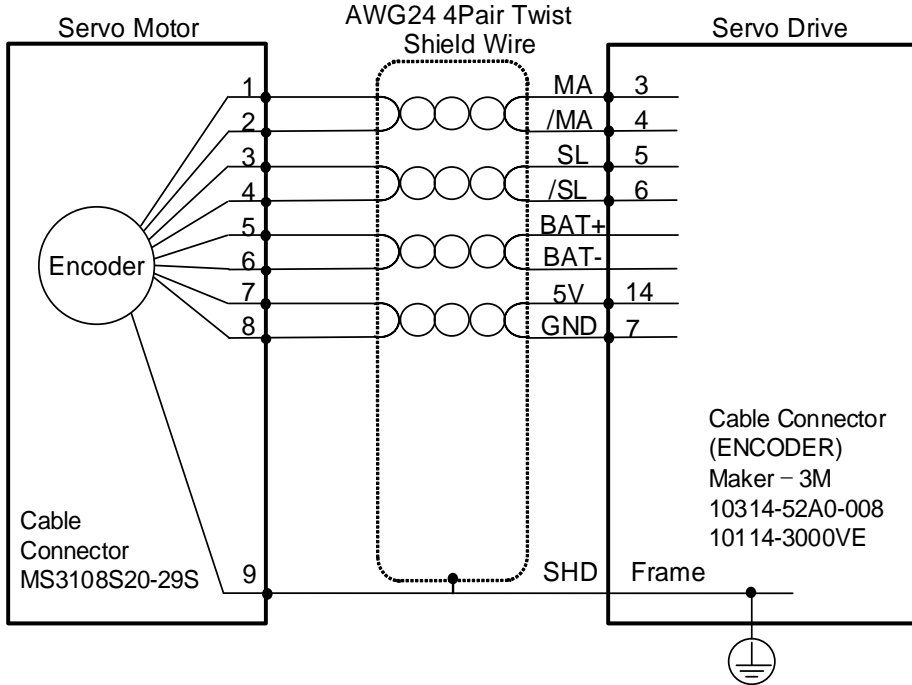 AWG24 4Pair Twist
Shield Wire
Servo Motor
Servo Drive
1 MA 3
2 /MA 4
3 SL 5
4 /SL 6
5 BAT+
Encoder
6 BAT-
7 5V 14
8 GND 7
Cable Connector
(ENCODER)
Maker – 3M
10314-52A0-008
10114-3000VE
Cable
Connector
MS3108S20-29S
9 SHD Frame